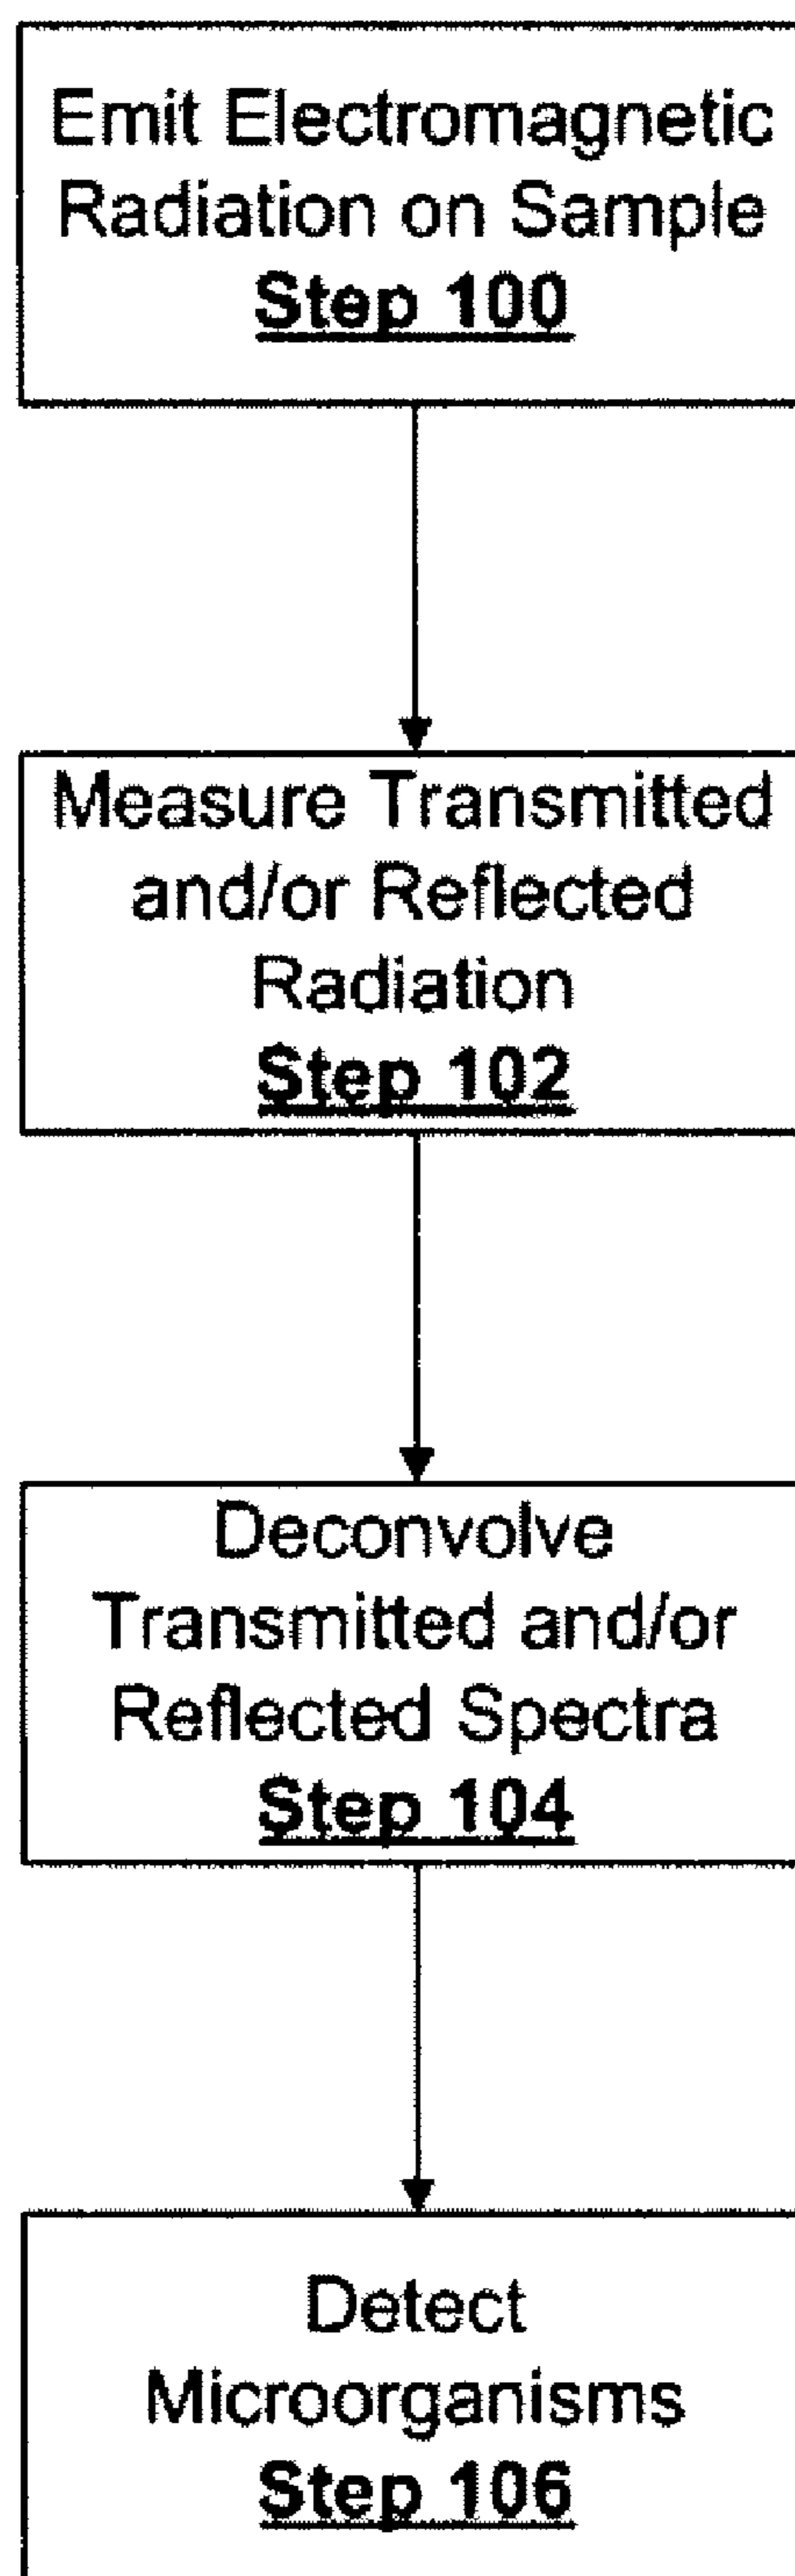 Emit Electromagnetic
Radiation on Sample
Step 100
Measure Transmitted
and/or Reflected
Radiation
Step 102
Deconvolve
Transmitted and/or
Reflected Spectra
Step 104
Detect
Microorganisms
Step 106